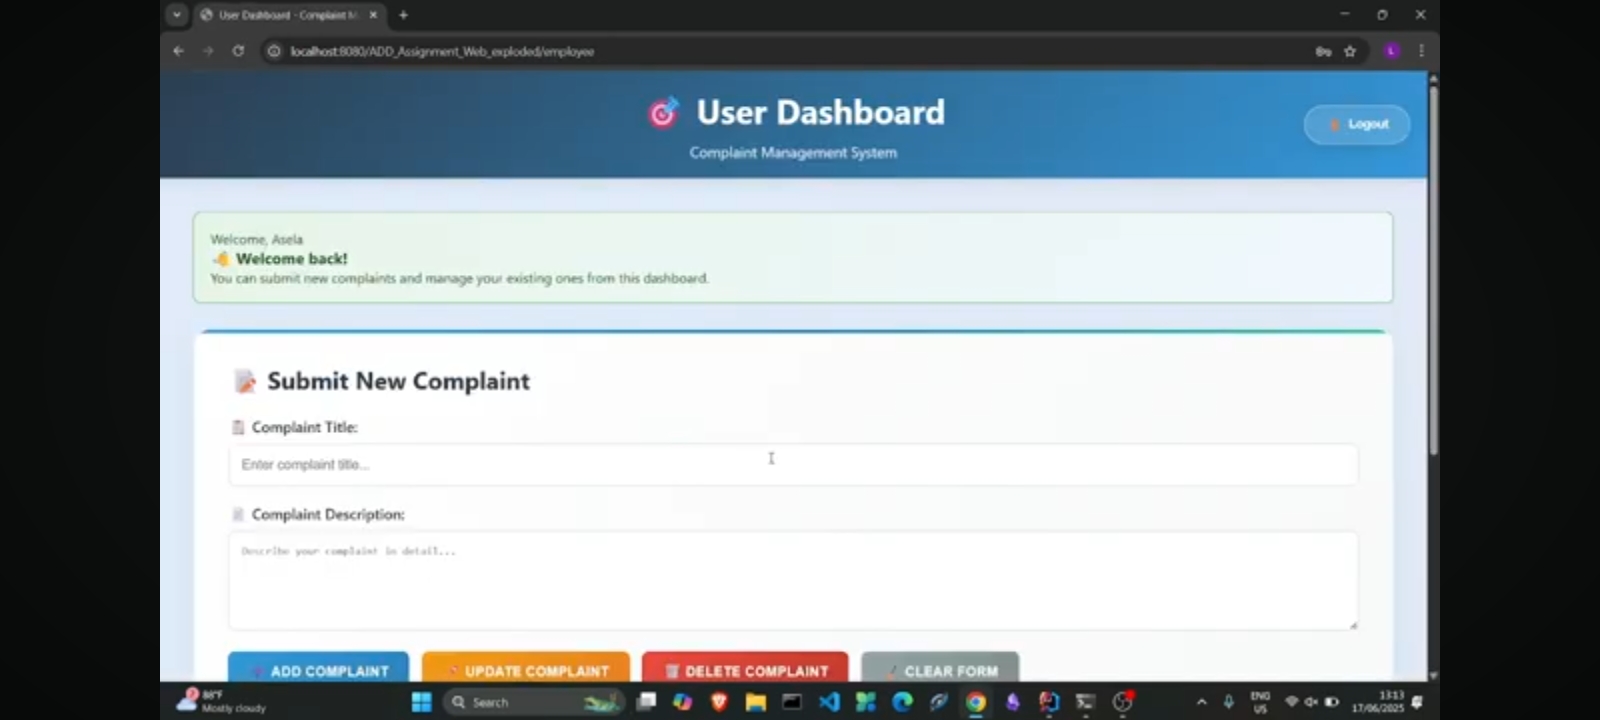 User Dashboard - Complaint M
localhost:8080/ADD_Assignment_Web_exploded/employee
User Dashboard
Complaint Management System
Logout
Welcome, Asela
Welcome back!
You can submit new complaints and manage your existing ones from this dashboard.
Submit New Complaint
Complaint Title:
Enter complaint title...
Complaint Description:
Describe your complaint in detail...
ADD COMPLAINT
UPDATE COMPLAINT
DELETE COMPLAINT
CLEAR FORM
88°F
Mostly cloudy
Search
ENG
US
13:13
17/06/2025